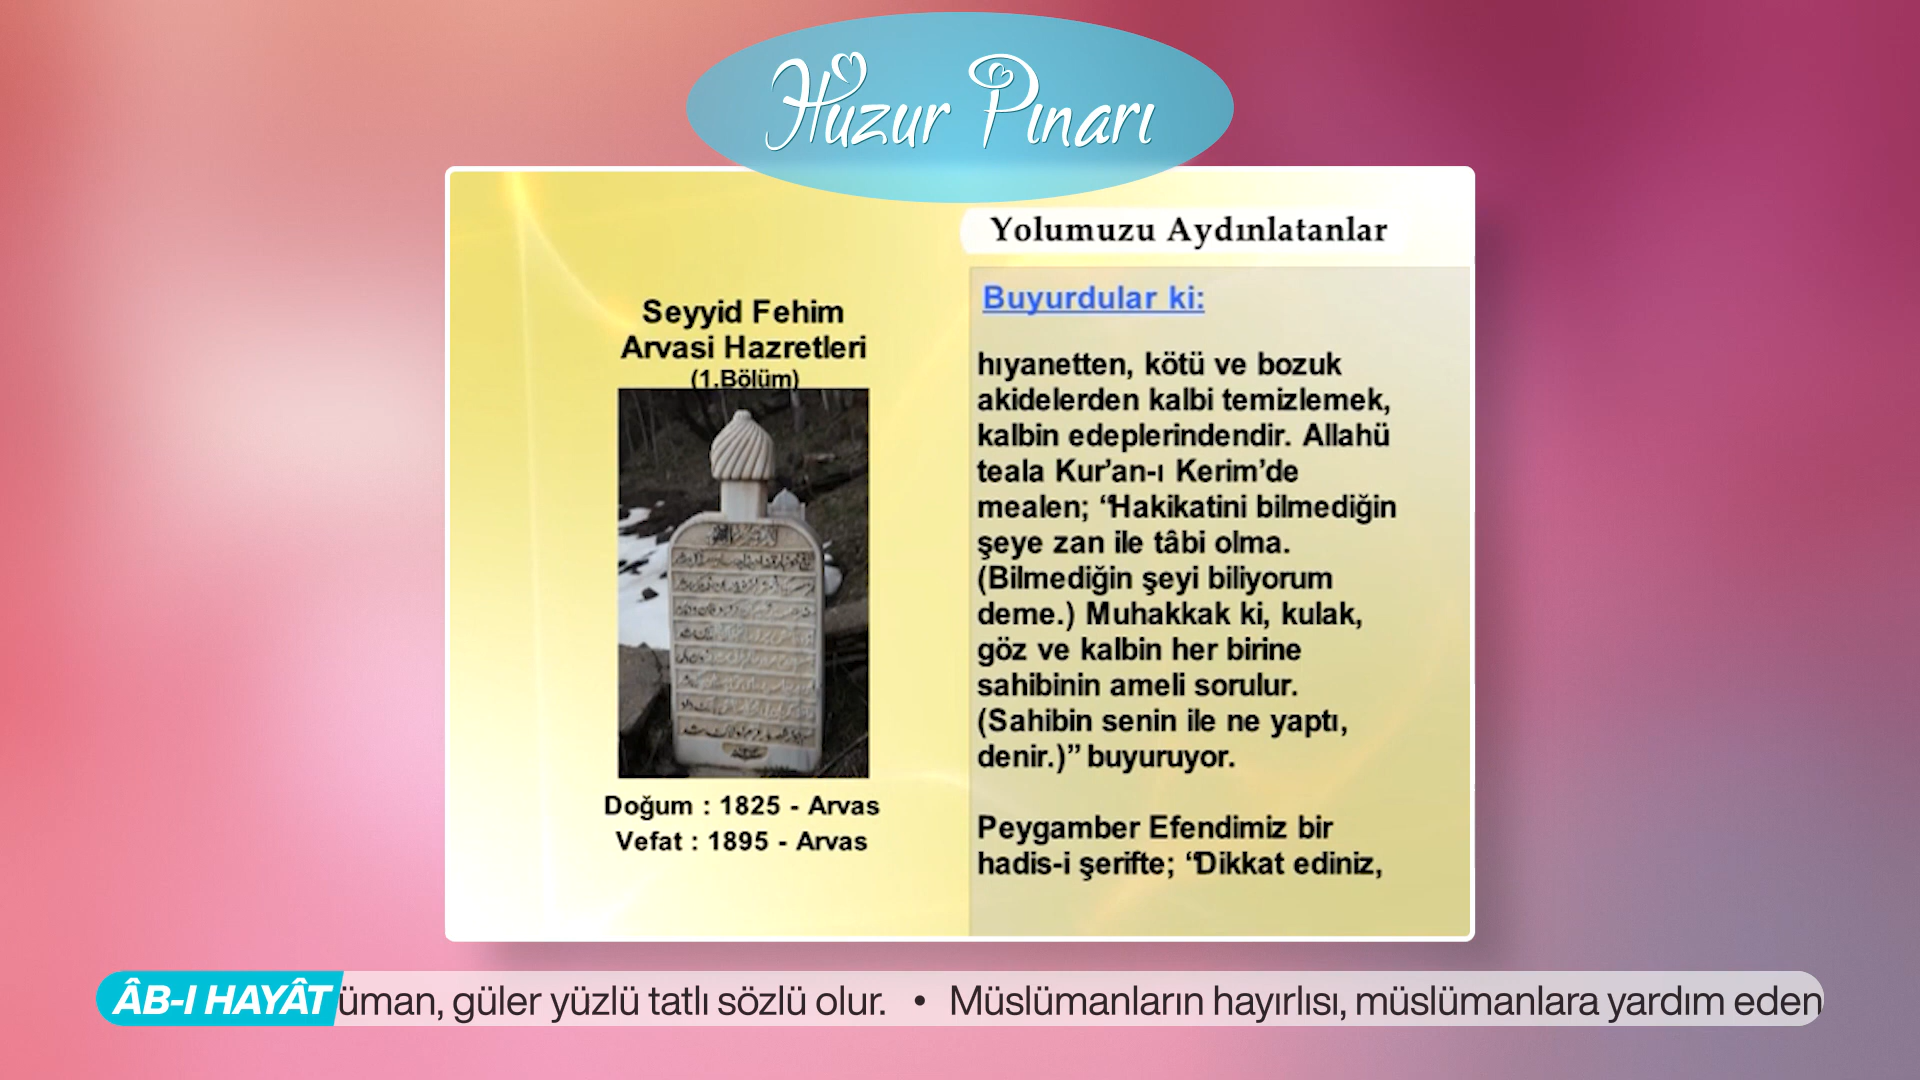 Huzur Pınarı
Yolumuzu Aydınlatanlar
Seyyid Fehim
Arvasi Hazretleri
(1.Bölüm)
Doğum : 1825 - Arvas
Vefat : 1895 - Arvas
Buyurdular ki:
hıyanetten, kötü ve bozuk
akidelerden kalbi temizlemek,
kalbin edeplerindendir. Allahü
teala Kur’an-ı Kerim’de
mealen; “Hakikatini bilmediğin
şeye zan ile tâbi olma.
(Bilmediğin şeyi biliyorum
deme.) Muhakkak ki, kulak,
göz ve kalbin her birine
sahibinin ameli sorulur.
(Sahibin senin ile ne yaptı,
denir.)” buyuruyor.
Peygamber Efendimiz bir
hadis-i şerifte; “Dikkat ediniz,
ÂB-I HAYÂT
üman, güler yüzlü tatlı sözlü olur. • Müslümanların hayırlısı, müslümanlara yardım eden